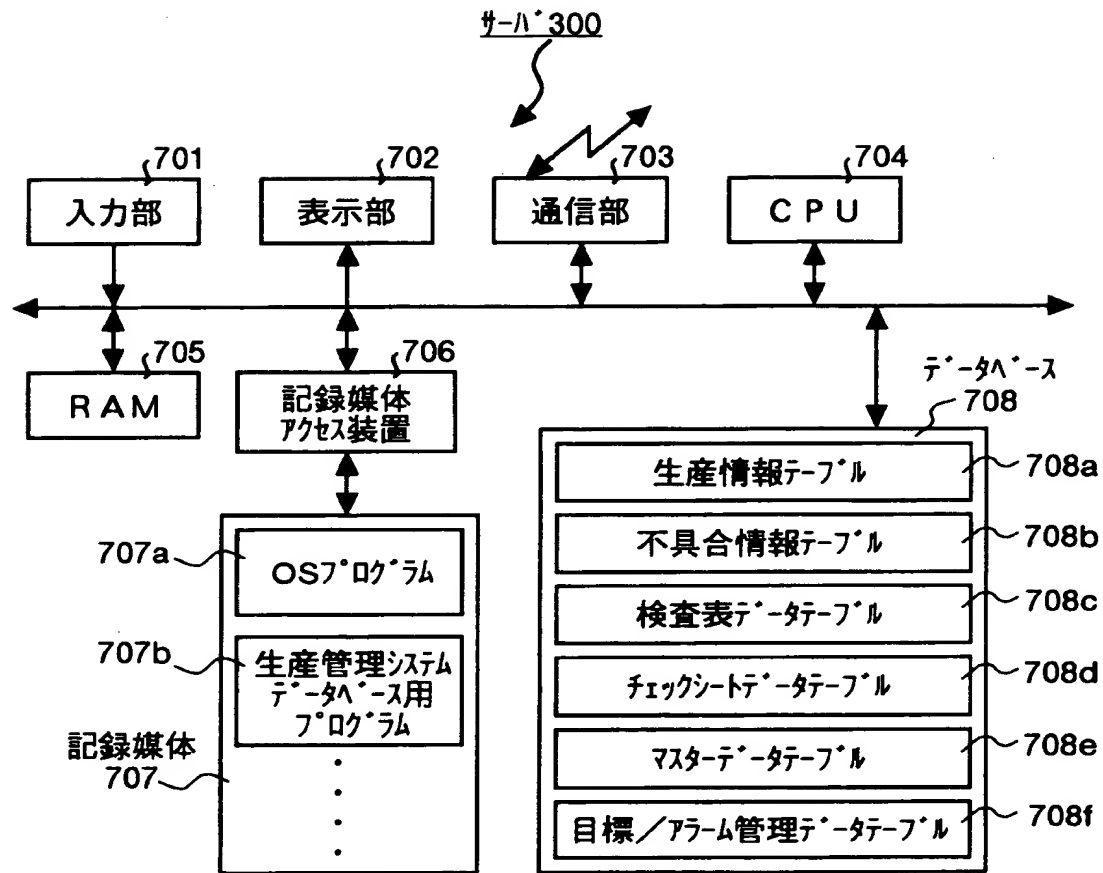 サーバ300
701
702
703
704
入力部
表示部
通信部
CPU
705
706
RAM
記録媒体
アクセス装置
データベース
708
生産情報テーブル
708a
不具合情報テーブル
708b
検査表データテーブル
708c
チェックシートデータテーブル
708d
マスターデータテーブル
708e
目標/アラーム管理データテーブル
708f
707a
OSプログラム
707b
生産管理システム
データベース用
プログラム
記録媒体
707